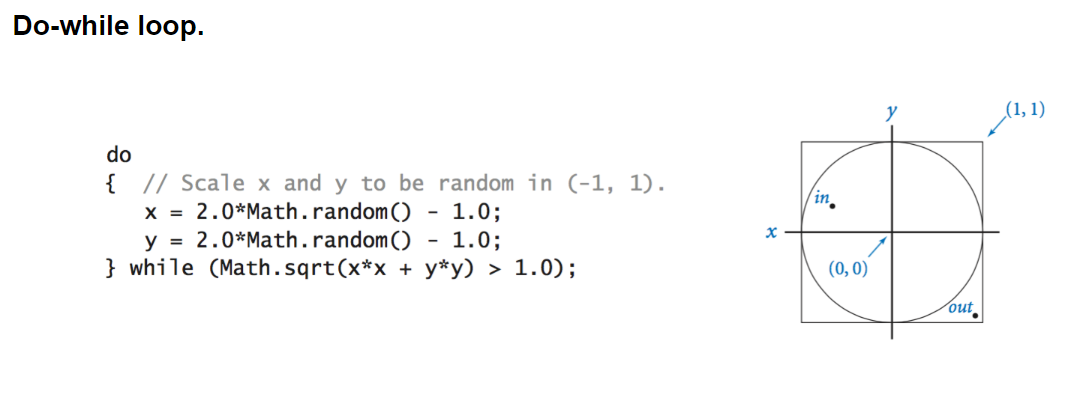 Do-while loop.
do
{ // Scale x and y to be random in (-1, 1).
x = 2.0*Math.random() - 1.0;
y = 2.0*Math.random() - 1.0;
} while (Math.sqrt(x*x + y*y) > 1.0);
y
(1, 1)
in
x
(0, 0)
out